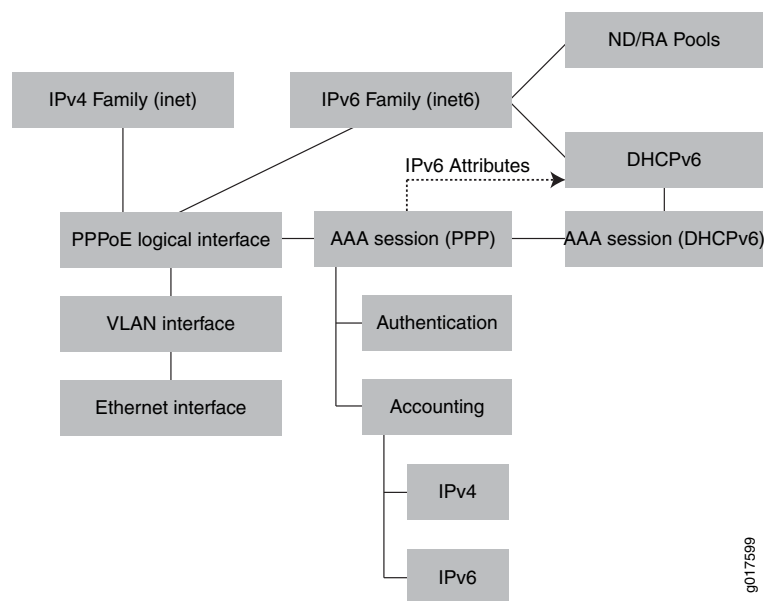 ND/RA Pools
IPv4 Family (inet)
IPv6 Family (inet6)
DHCPv6
IPv6 Attributes
PPPoE logical interface
AAA session (PPP)
AAA session (DHCPv6)
VLAN interface
Authentication
Ethernet interface
Accounting
IPv4
IPv6
g017599